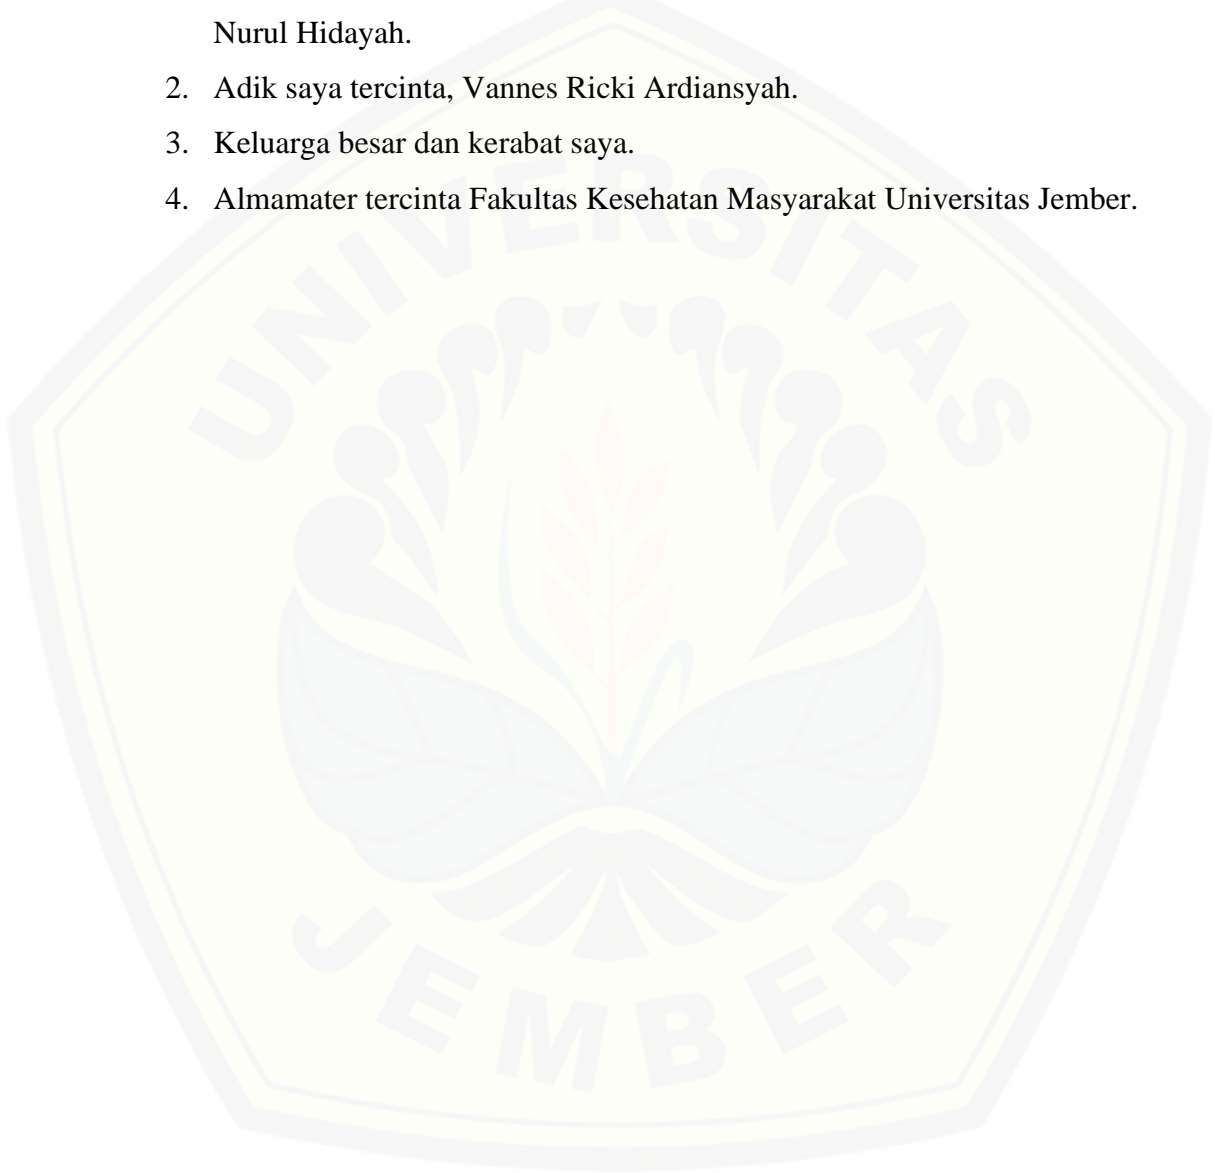 Nurul Hidayah.
2. Adik saya tercinta, Vannes Ricki Ardiansyah.
3. Keluarga besar dan kerabat saya.
4. Almamater tercinta Fakultas Kesehatan Masyarakat Universitas Jember.
UNIVERSITAS
JEMBER